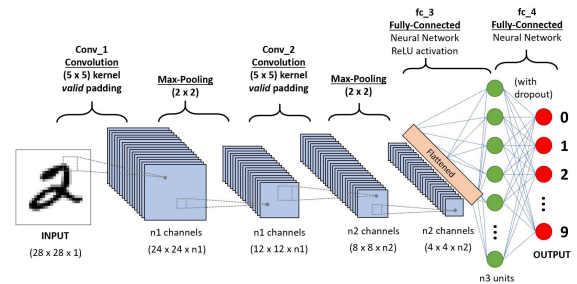 fc_3
Fully-Connected
Neural Network
ReLU activation
fc_4
Fully-Connected
Neural Network
Conv_1
Convolution
(5 x 5) kernel
valid padding
Max-Pooling
(2 x 2)
Conv_2
Convolution
(5 x 5) kernel
valid padding
Max-Pooling
(2 x 2)
(with
dropout)
Flattened
0
1
2
9
INPUT
(28 x 28 x 1)
n1 channels
(24 x 24 x n1)
n1 channels
(12 x 12 x n1)
n2 channels
(8 x 8 x n2)
n2 channels
(4 x 4 x n2)
n3 units
OUTPUT
2